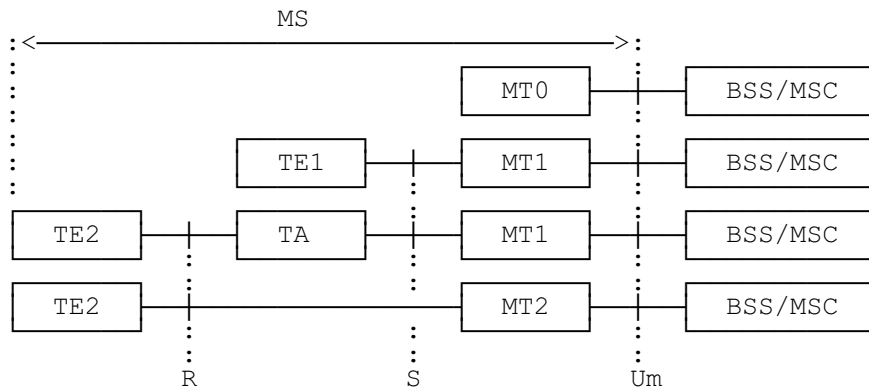 MS
MT0 BSS/MSC
TE1 MT1 BSS/MSC
TE2 TA MT1 BSS/MSC
TE2 MT2 BSS/MSC
R S Um